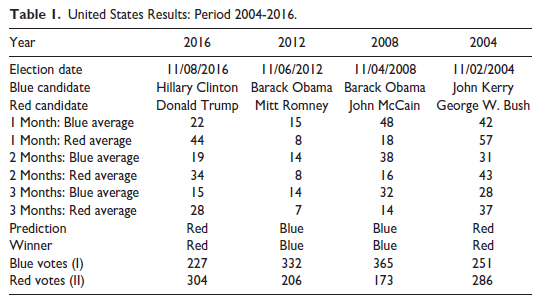 Table 1. United States Results: Period 2004-2016.
Year 2016 2012 2008 2004
Election date 11/08/2016 11/06/2012 11/04/2008 11/02/2004
Blue candidate Hillary Clinton Barack Obama Barack Obama John Kerry
Red candidate Donald Trump Mitt Romney John McCain George W. Bush
1 Month: Blue average 22 15 48 42
1 Month: Red average 44 8 18 57
2 Months: Blue average 19 14 38 31
2 Months: Red average 34 8 16 43
3 Months: Blue average 15 14 32 28
3 Months: Red average 28 7 14 37
Prediction Red Blue Blue Red
Winner Red Blue Blue Red
Blue votes (I) 227 332 365 251
Red votes (II) 304 206 173 286